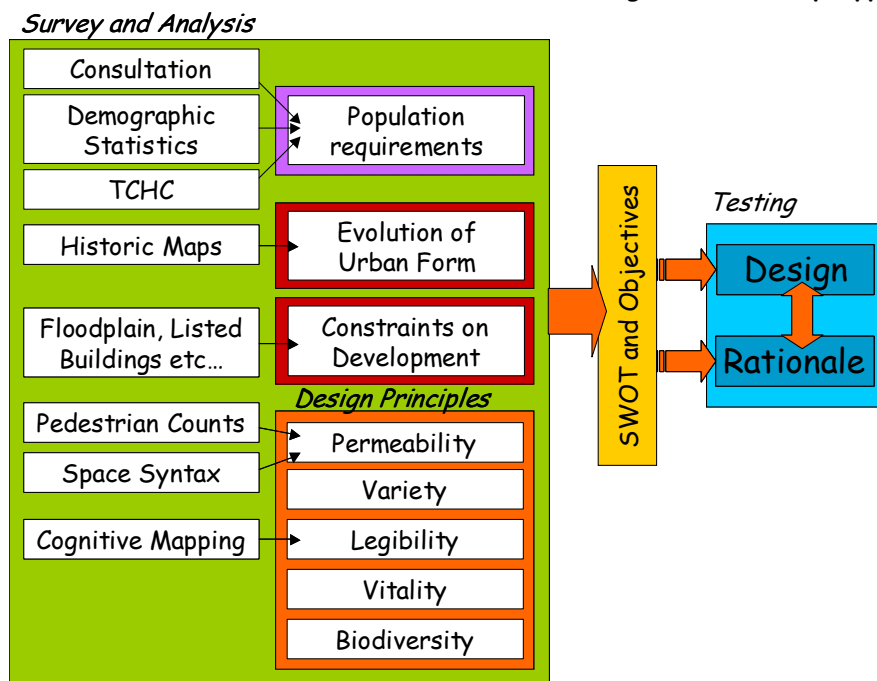 Survey and Analysis
Consultation
Demographic
Statistics
TCHC
Population
requirements
Historic Maps
Evolution of
Urban Form
Floodplain, Listed
Buildings etc…
Constraints on
Development
Design Principles
Pedestrian Counts
Space Syntax
Cognitive Mapping
Permeability
Variety
Legibility
Vitality
Biodiversity
SWOT and Objectives
Testing
Design
Rationale